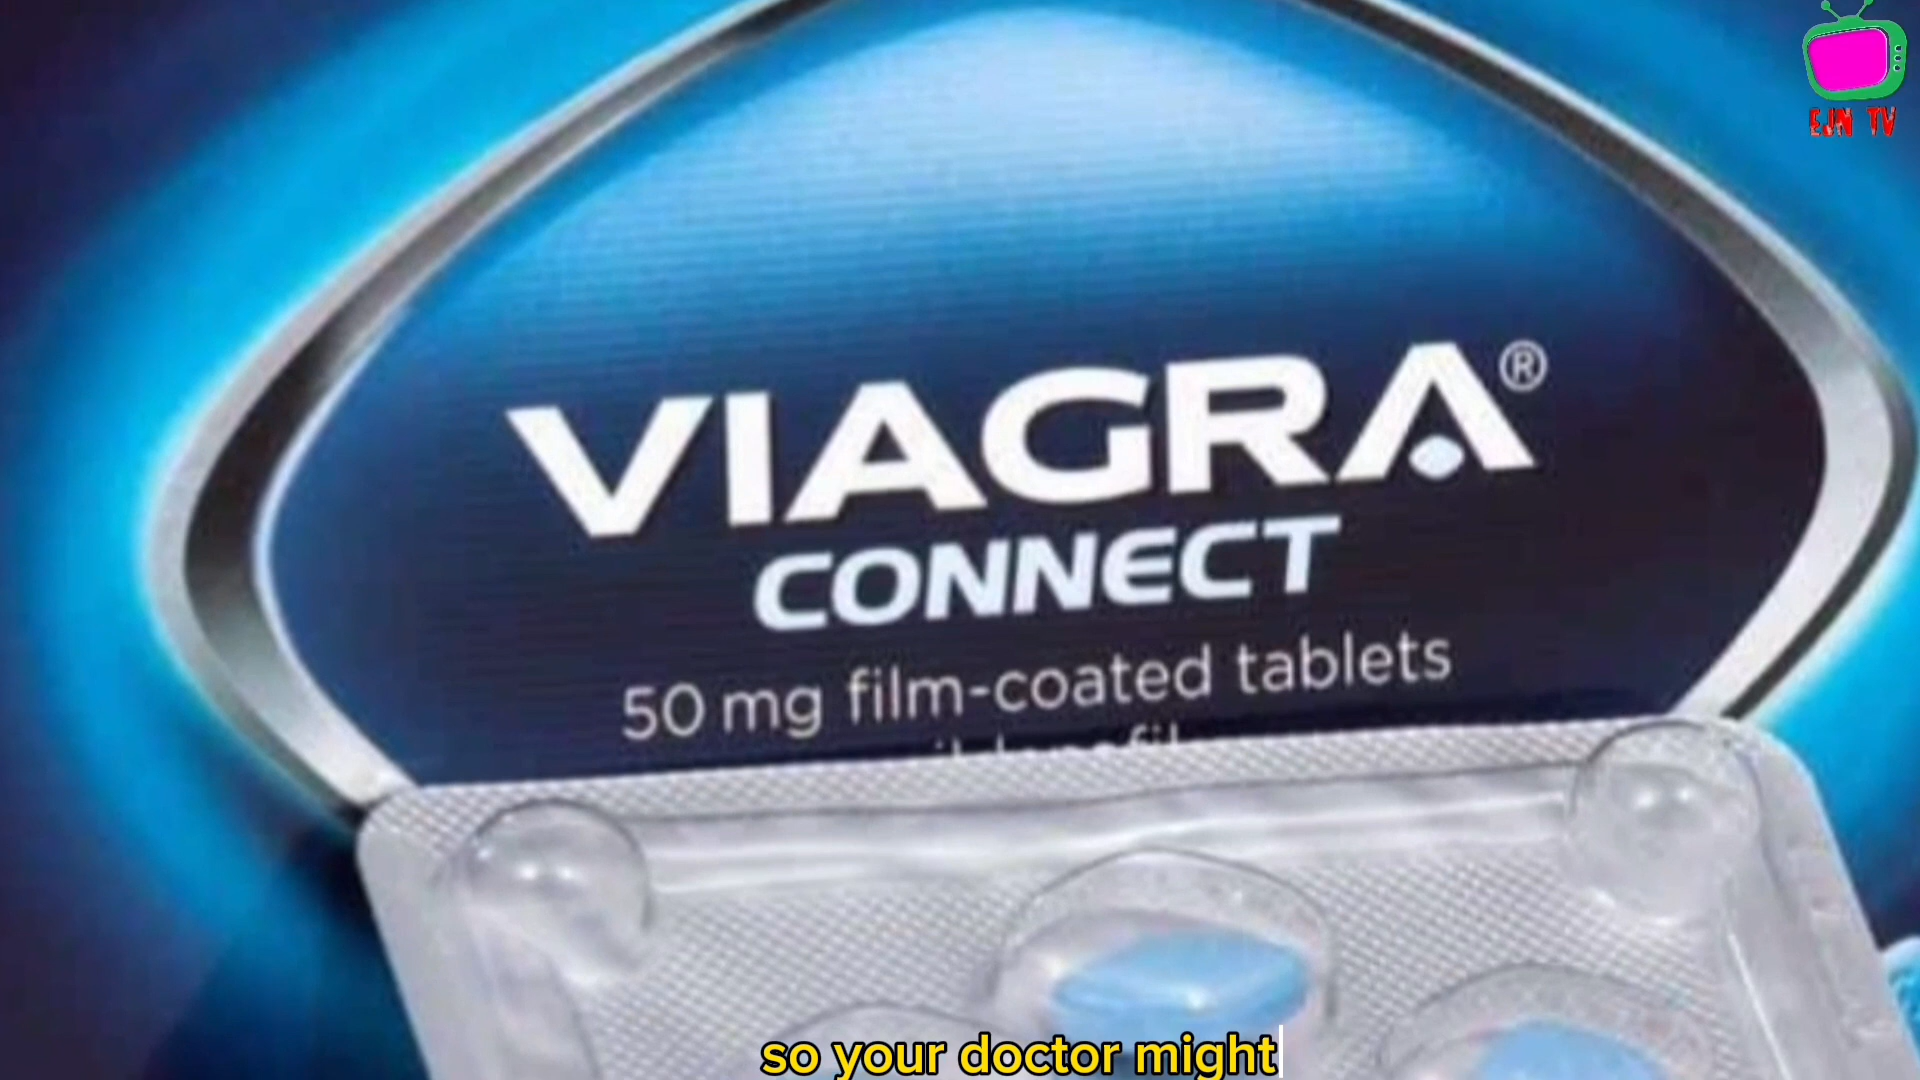 EJN TV
VIAGRA®
CONNECT
50 mg film-coated tablets
so your doctor might